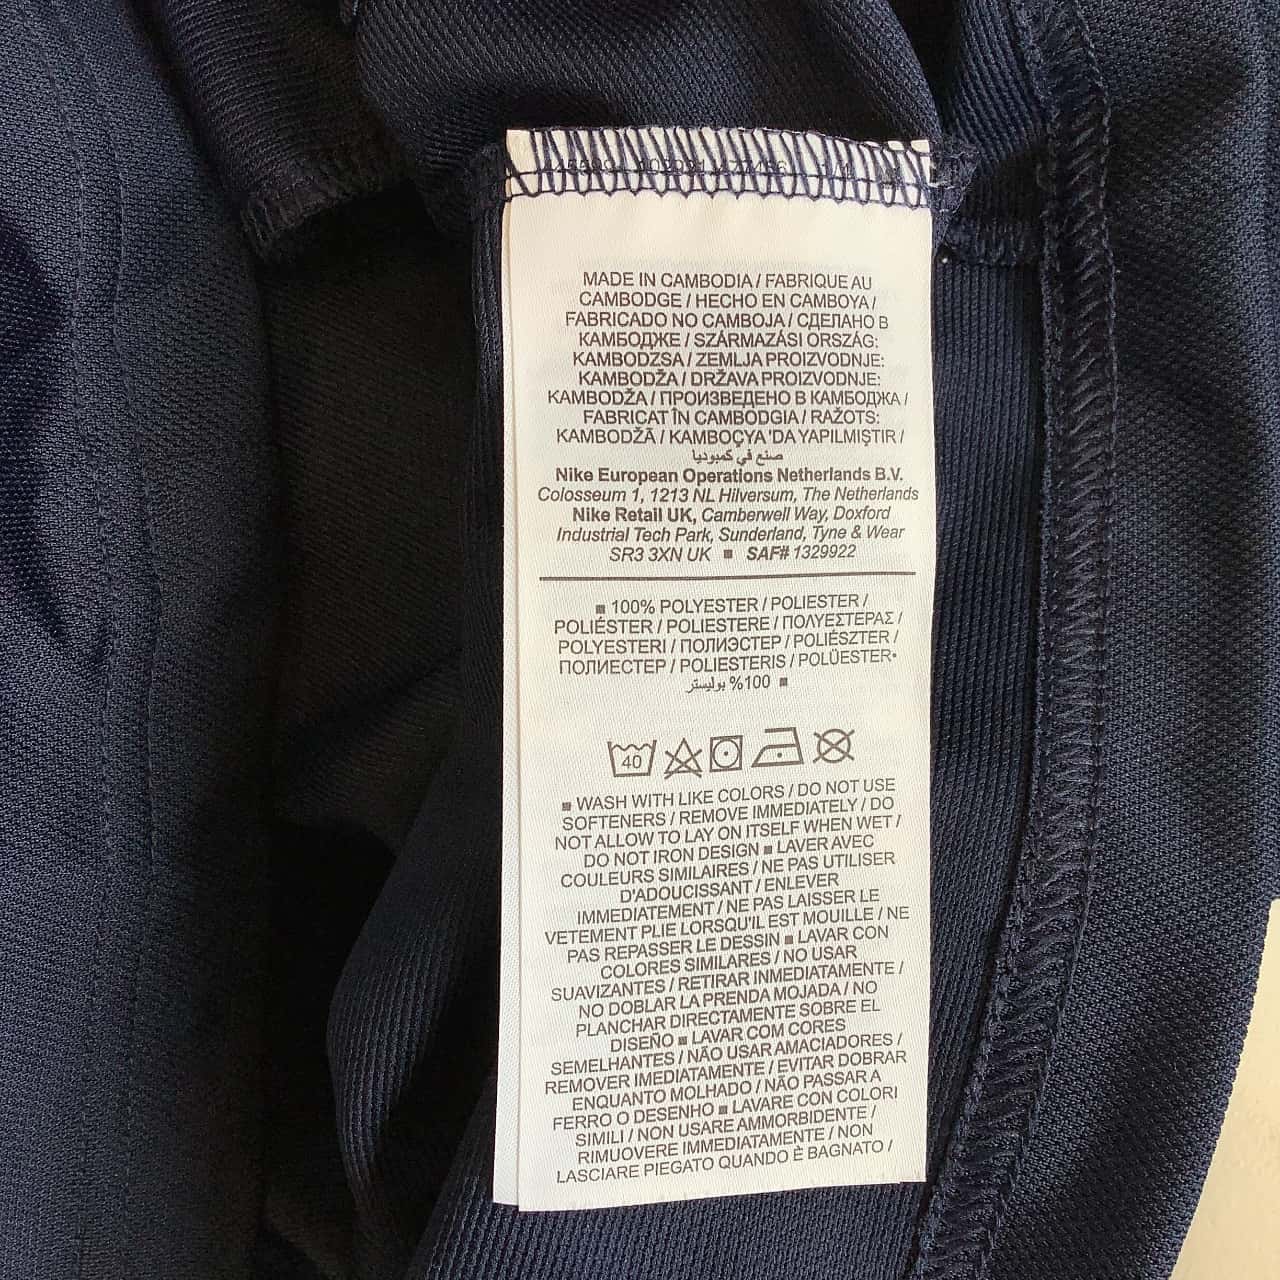 MADE IN CAMBODIA / FABRIQUE AU
CAMBODGE / HECHO EN CAMBOYA /
FABRICADO NO CAMBOJA / СДЕЛАНО В
КАМБОДЖЕ / SZÁRMAZÁSI ORSZÁG:
KAMBODZSA / ZEMLJA PROIZVODNJE:
KAMBODŽA / DRŽAVA PROIZVODNJE:
KAMBODŽA / ПРОИЗВЕДЕНО В КАМБОДЖА /
FABRICAT ÎN CAMBODGIA / RAŽOTS:
KAMBODŽĀ / KAMBOÇYA 'DA YAPILMIŞTIR /
صنع في كمبوديا
Nike European Operations Netherlands B.V.
Colosseum 1, 1213 NL Hilversum, The Netherlands
Nike Retail UK, Camberwell Way, Doxford
Industrial Tech Park, Sunderland, Tyne & Wear
SR3 3XN UK ■ SAF# 1329922
■ 100% POLYESTER / POLIESTER /
POLIÉSTER / POLIESTERE / ΠΟΛΥΕΣΤΕΡΑΣ /
POLYESTERI / ПОЛИЭСТЕР / POLIÉSZTER /
ПОЛИЕСТЕР / POLIESTERIS / POLÜESTER*
100% بوليستر ■
40
■ WASH WITH LIKE COLORS / DO NOT USE
SOFTENERS / REMOVE IMMEDIATELY / DO
NOT ALLOW TO LAY ON ITSELF WHEN WET /
DO NOT IRON DESIGN ■ LAVER AVEC
COULEURS SIMILAIRES / NE PAS UTILISER
D'ADOUCISSANT / ENLEVER
IMMEDIATEMENT / NE PAS LAISSER LE
VETEMENT PLIE LORSQU'IL EST MOUILLE / NE
PAS REPASSER LE DESSIN ■ LAVAR CON
COLORES SIMILARES / NO USAR
SUAVIZANTES / RETIRAR INMEDIATAMENTE /
NO DOBLAR LA PRENDA MOJADA / NO
PLANCHAR DIRECTAMENTE SOBRE EL
DISEÑO ■ LAVAR COM CORES
SEMELHANTES / NÃO USAR AMACIADORES /
REMOVER IMEDIATAMENTE / EVITAR DOBRAR
ENQUANTO MOLHADO / NÃO PASSAR A
FERRO O DESENHO ■ LAVARE CON COLORI
SIMILI / NON USARE AMMORBIDENTE /
RIMUOVERE IMMEDIATAMENTE / NON
LASCIARE PIEGATO QUANDO È BAGNATO /